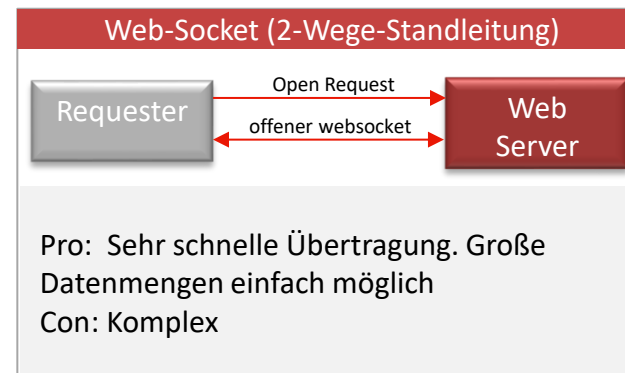 Web-Socket (2-Wege-Standleitung)
Requester
Open Request
offener websocket
Web
Server
Pro:  Sehr schnelle Übertragung. Große
Datenmengen einfach möglich
Con: Komplex